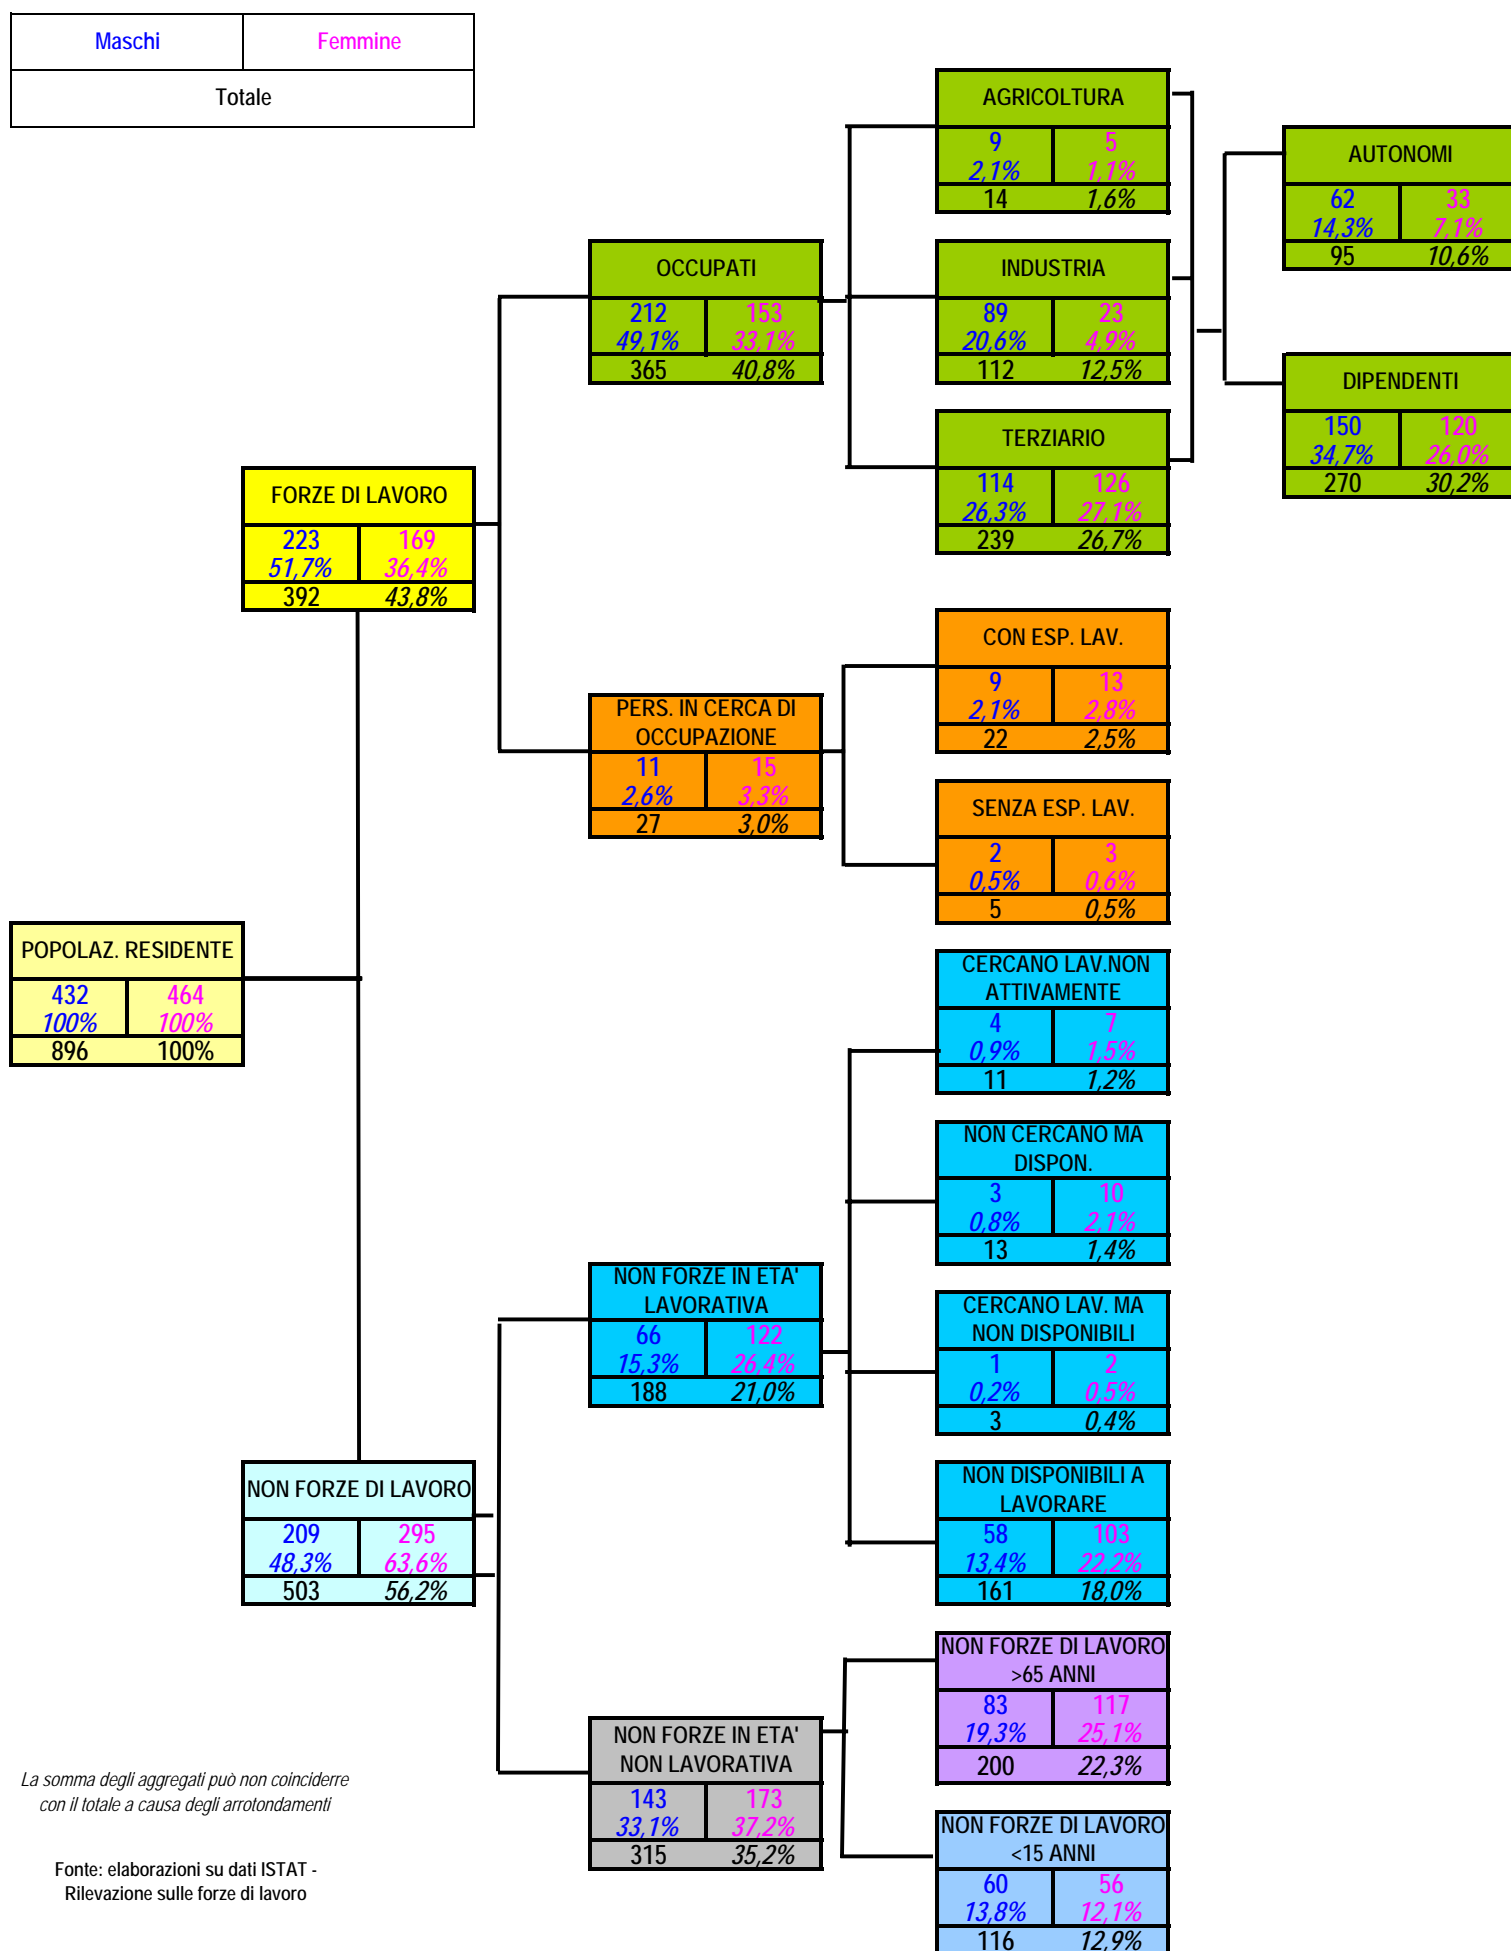 Maschi Femmine
Totale
AGRICOLTURA
9 5
2,1% 1,1%
14 1,6%
AUTONOMI
62 33
14,3% 7,1%
95 10,6%
OCCUPATI
212 153
49,1% 33,1%
365 40,8%
INDUSTRIA
89 23
20,6% 4,9%
112 12,5%
DIPENDENTI
150 120
34,7% 26,0%
270 30,2%
TERZIARIO
114 126
26,3% 27,1%
239 26,7%
FORZE DI LAVORO
223 169
51,7% 36,4%
392 43,8%
CON ESP. LAV.
9 13
2,1% 2,8%
22 2,5%
PERS. IN CERCA DI
OCCUPAZIONE
11 15
2,6% 3,3%
27 3,0%
SENZA ESP. LAV.
2 3
0,5% 0,6%
5 0,5%
POPOLAZ. RESIDENTE
432 464
100% 100%
896 100%
CERCANO LAV.NON
ATTIVAMENTE
4 7
0,9% 1,5%
11 1,2%
NON CERCANO MA
DISPON.
3 10
0,8% 2,1%
13 1,4%
NON FORZE IN ETA'
LAVORATIVA
66 122
15,3% 26,4%
188 21,0%
CERCANO LAV. MA
NON DISPONIBILI
1 2
0,2% 0,5%
3 0,4%
NON FORZE DI LAVORO
209 295
48,3% 63,6%
503 56,2%
NON DISPONIBILI A
LAVORARE
58 103
13,4% 22,2%
161 18,0%
NON FORZE DI LAVORO
>65 ANNI
83 117
19,3% 25,1%
200 22,3%
NON FORZE IN ETA'
NON LAVORATIVA
143 173
33,1% 37,2%
315 35,2%
NON FORZE DI LAVORO
<15 ANNI
60 56
13,8% 12,1%
116 12,9%
La somma degli aggregati può non coinciderre
con il totale a causa degli arrotondamenti
Fonte: elaborazioni su dati ISTAT -
Rilevazione sulle forze di lavoro